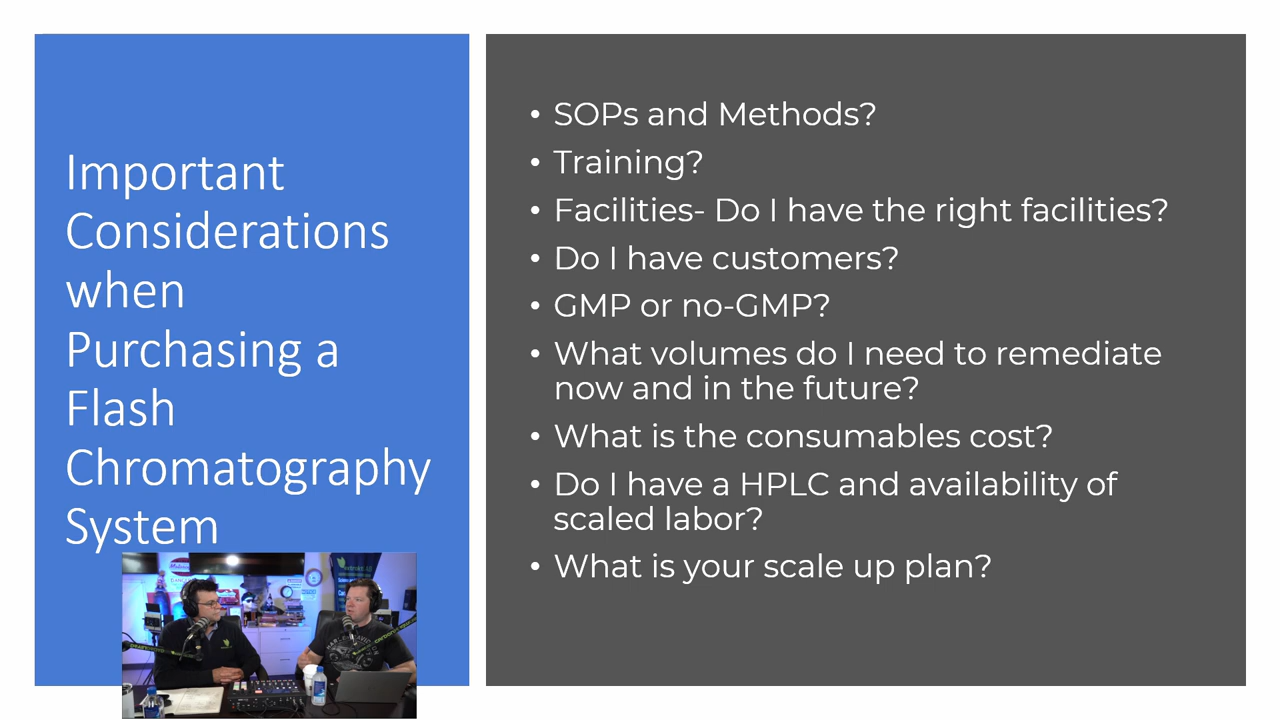 Important
Considerations
when
Purchasing a
Flash
Chromatography
System
• SOPs and Methods?
• Training?
• Facilities- Do I have the right facilities?
• Do I have customers?
• GMP or no-GMP?
• What volumes do I need to remediate
now and in the future?
• What is the consumables cost?
• Do I have a HPLC and availability of
scaled labor?
• What is your scale up plan?